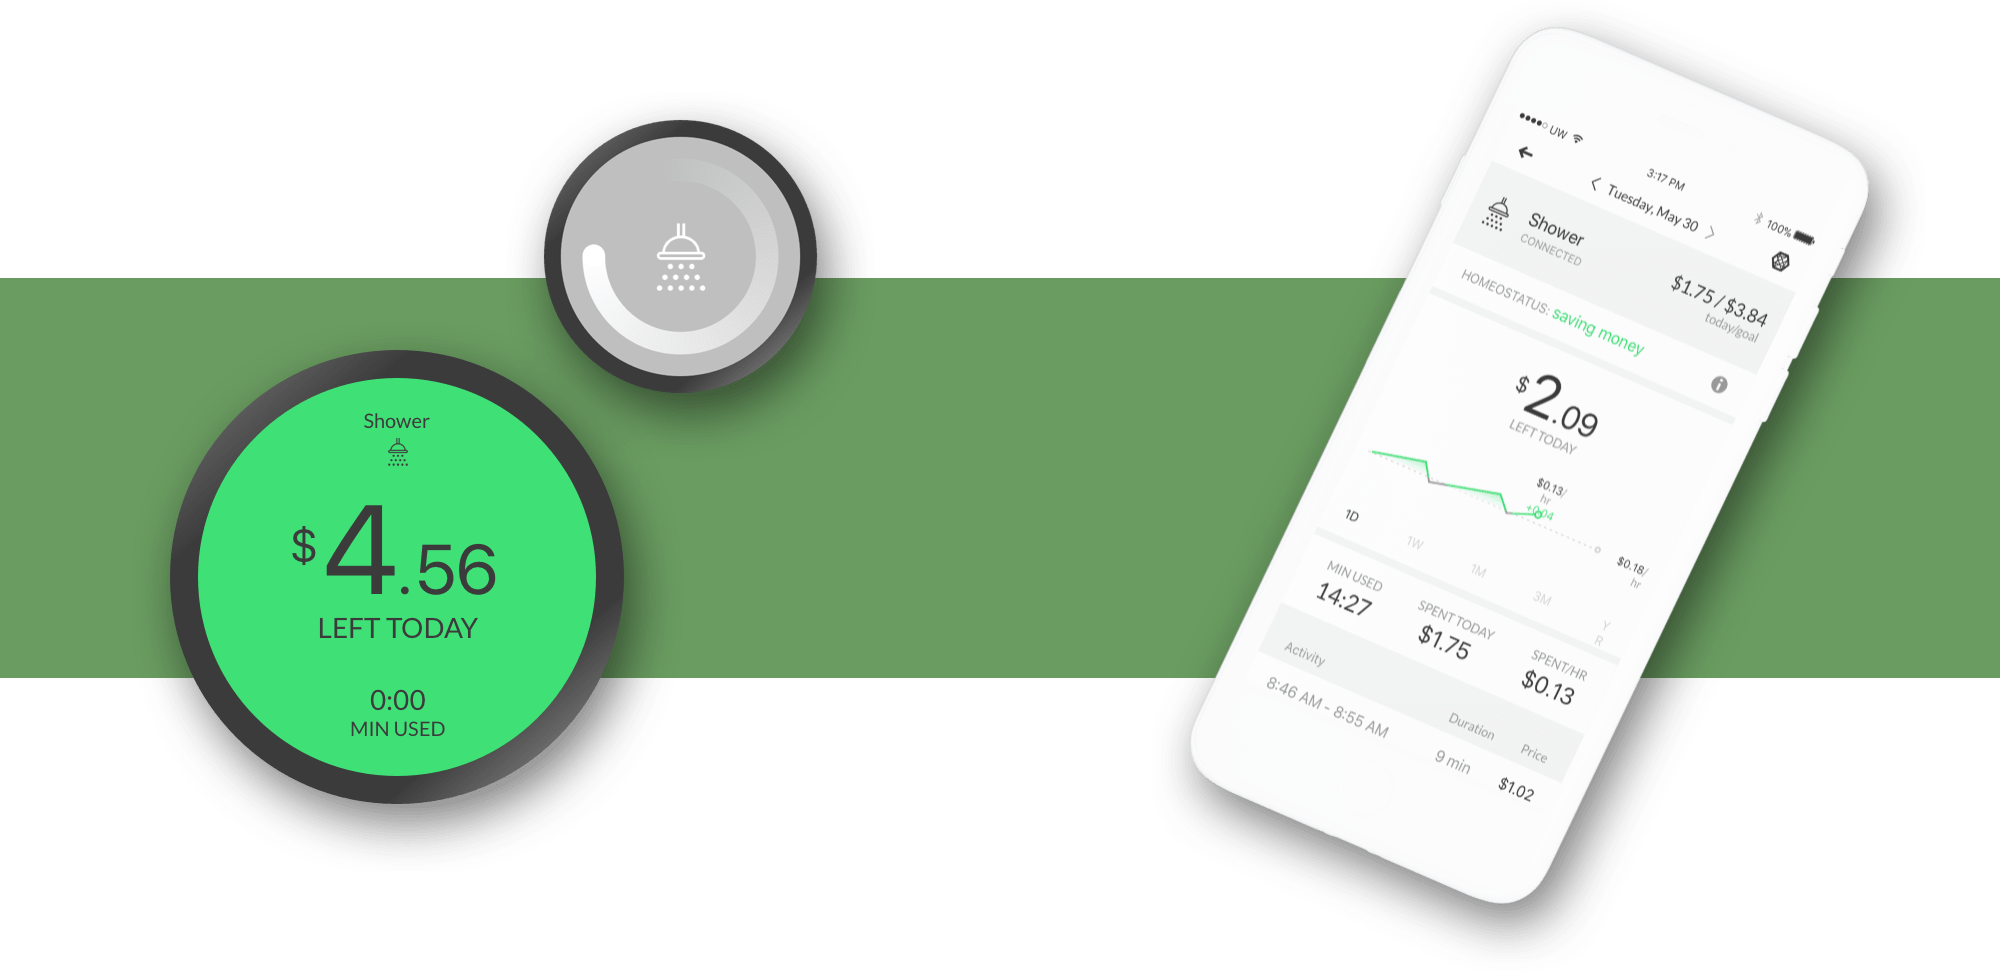 Shower
$4.56
LEFT TODAY
0:00
MIN USED
UW
3:17 PM
100%
Tuesday, May 30
Shower
CONNECTED
$1.75 / $3.84
today/goal
HOMEOSTATUS: saving money
$2.09
LEFT TODAY
$0.13/
hr
+0.04
$0.18/
hr
1D
1W
1M
3M
Y
R
MIN USED
14:27
SPENT TODAY
$1.75
SPENT/HR
$0.13
Activity
Duration
Price
8:46 AM - 8:55 AM
9 min
$1.02